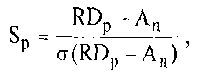 S_p = (RD_p - A_n) / σ(RD_p - A_n) ,